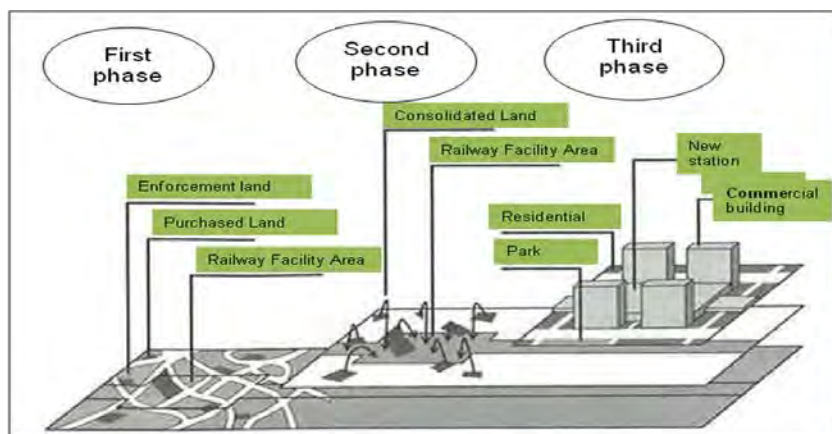 First
phase
Second
phase
Third
phase
Consolidated Land
Railway Facility Area
New
station
Commercial
building
Enforcement land
Purchased Land
Railway Facility Area
Residential
Park